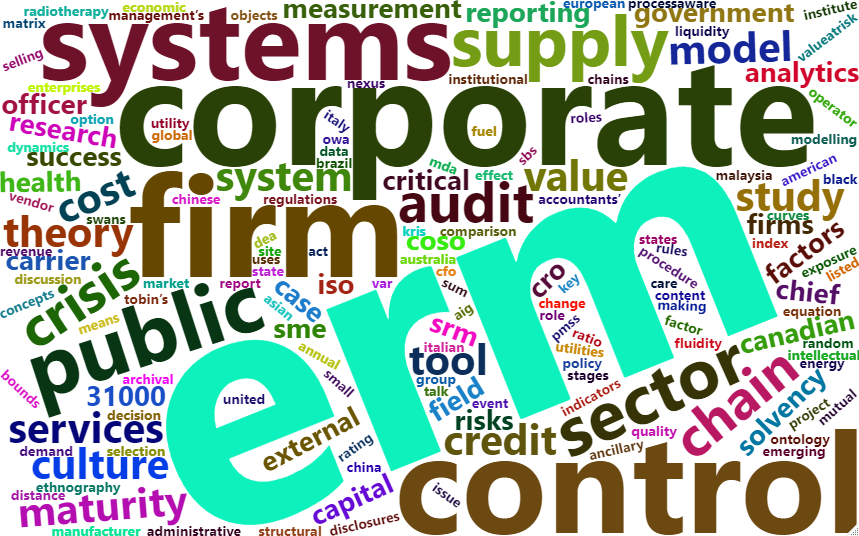 radiotherapy
economic
objects
measurement
european
processaware
institute
matrix
management's
reporting
government
systems
supply
liquidity
model
valueatrisk
selling
nexus
institutional
chains
analytics
enterprises
corporate
operator
officer
option
utility
global
italy
fuel
roles
research
owa
modelling
dynamics
data
sbs
success
brazil
mda
effect
american
health
cost
system
critical
value
malaysia
black
vendor
firm
chinese
regulations
audit
accountants'
study
swans
curves
theory
dea
kris
comparison
firms
revenue
site
act
coso
states
rules
index
factors
carrier
uses
australia
procedure
exposure
listed
discussion
state
cfo
cro
key
care
crisis
market
report
iso
var
sum
content
chief
concepts
tobin's
case
asian
aig
change
making
equation
means
public
sme
srm
role
pmss
ratio
factor
canadian
italian
utilities
fluidity
random
annual
tool
policy
intellectual
bounds
archival
small
group
stages
energy
31000
united
talk
field
event
indicators
sector
chain
solvency
project
mutual
decision
external
risks
erm
services
credit
quality
demand
selection
rating
ancillary
ontology
culture
china
emerging
ethnography
capital
issue
control
distance
maturity
manufacturer
administrative
structural
disclosures